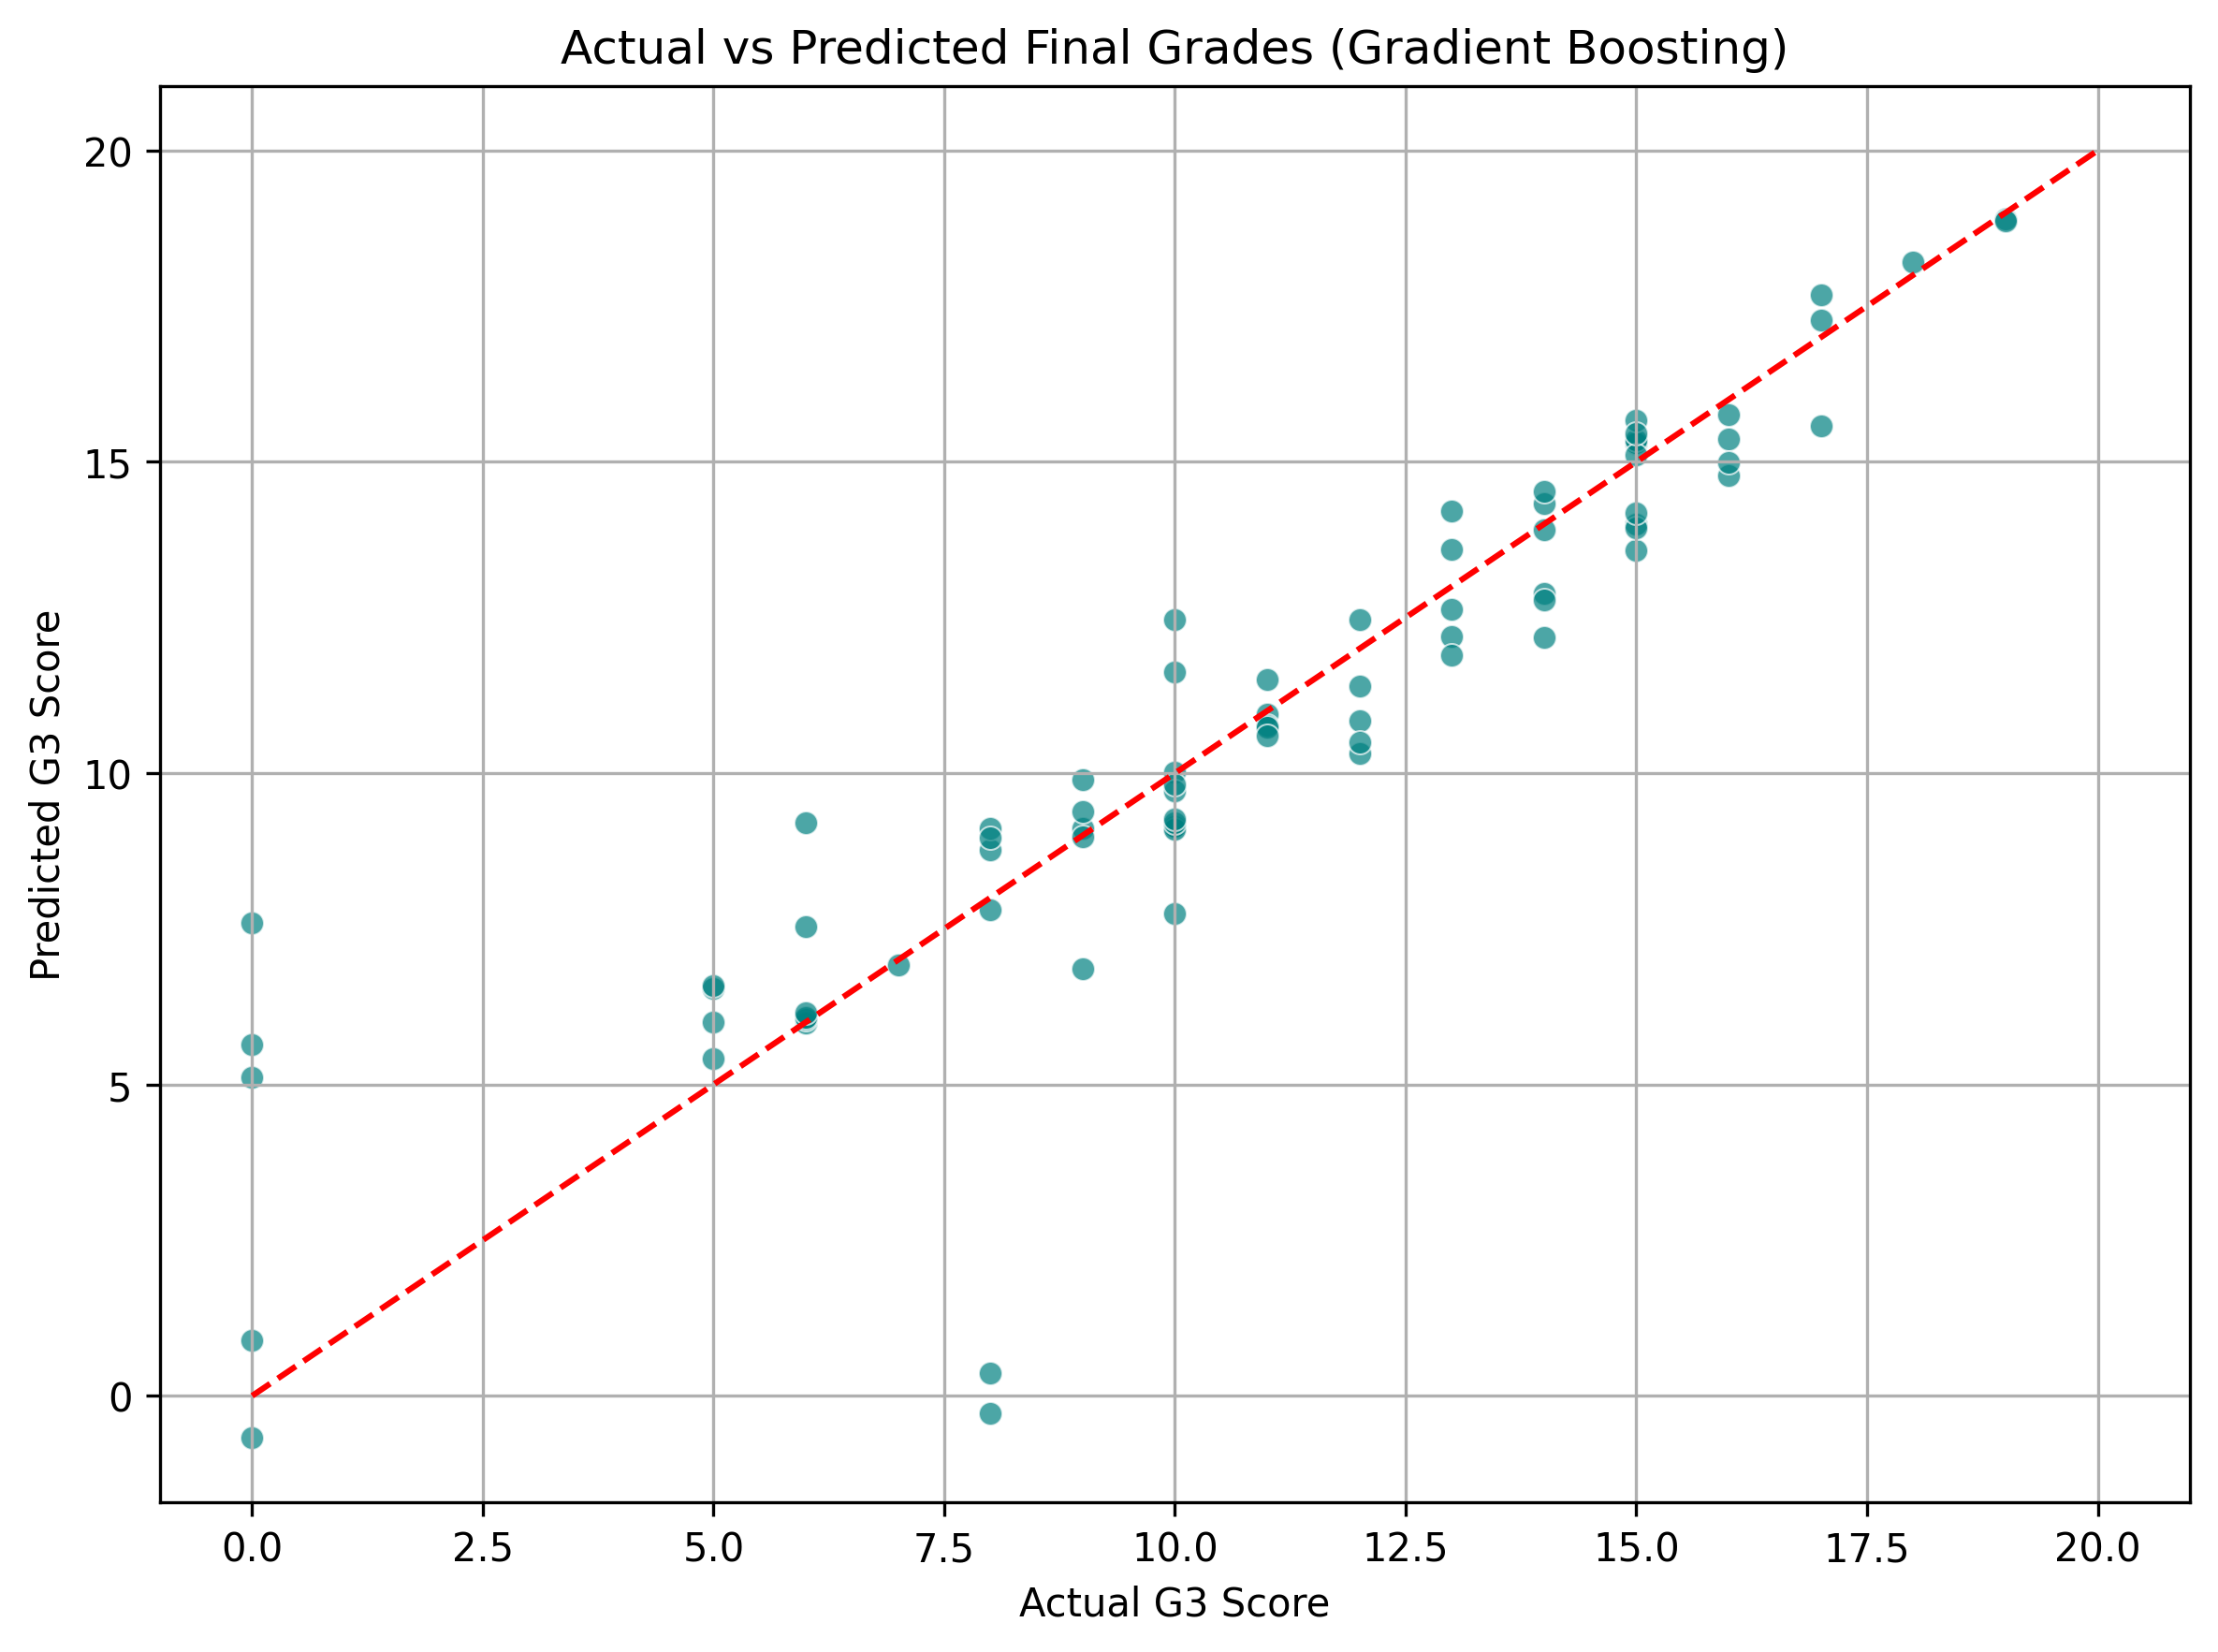 Actual vs Predicted Final Grades (Gradient Boosting)
20
15
10
5
0
Predicted G3 Score
0.0 2.5 5.0 7.5 10.0 12.5 15.0 17.5 20.0
Actual G3 Score